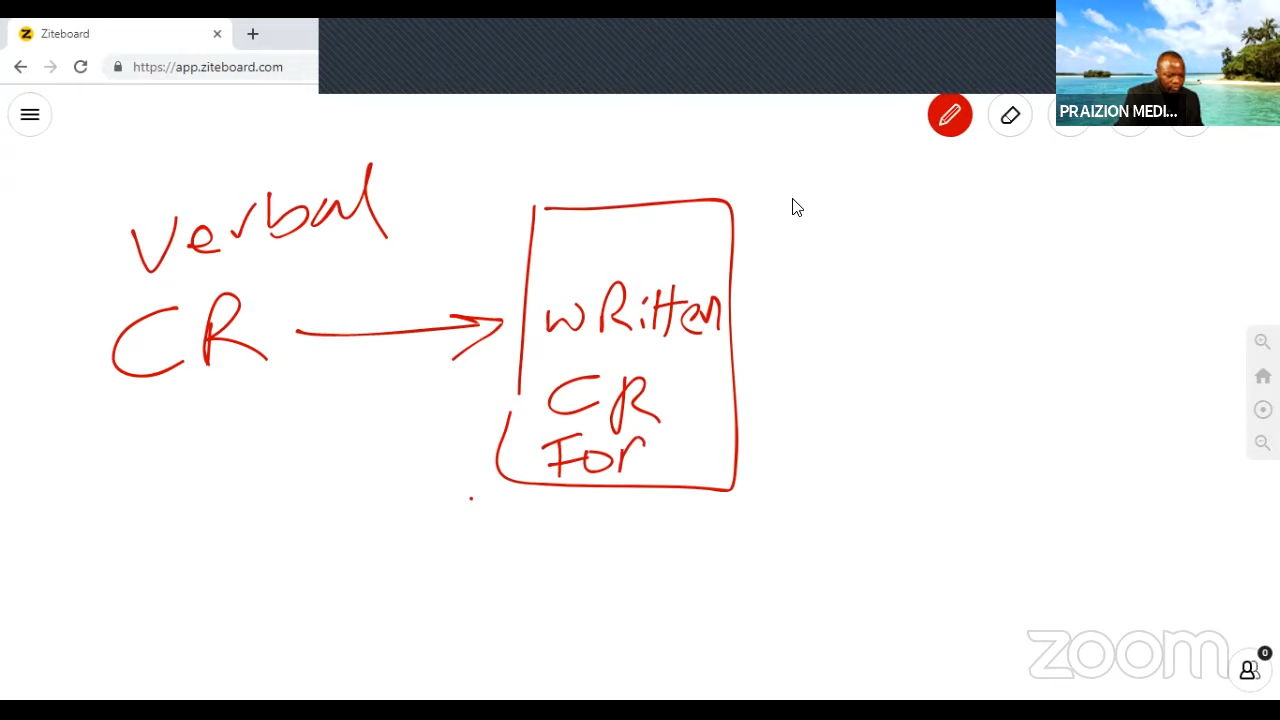 Ziteboard
https://app.ziteboard.com
PRAIZION MEDI...
verbal
CR
wRitten
CR
For
zoom
0